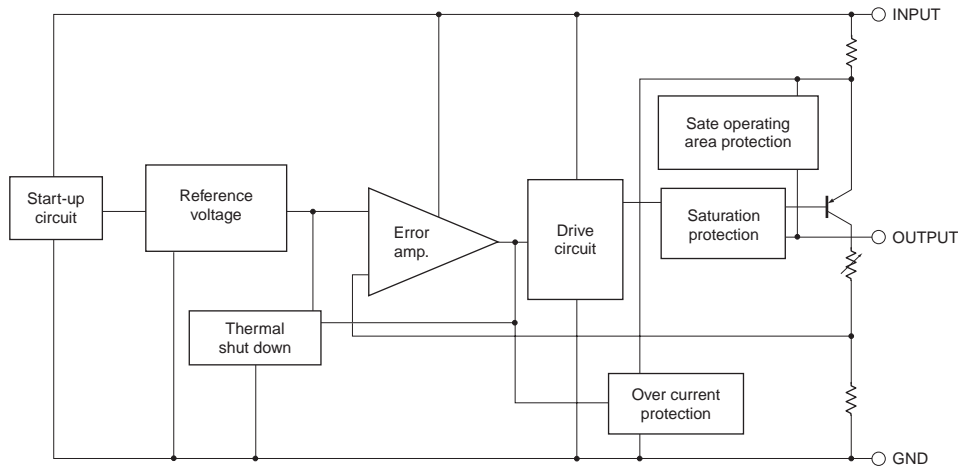 INPUT
Sate operating
area protection
Start-up
circuit
Reference
voltage
Error
amp.
Drive
circuit
Saturation
protection
OUTPUT
Thermal
shut down
Over current
protection
GND